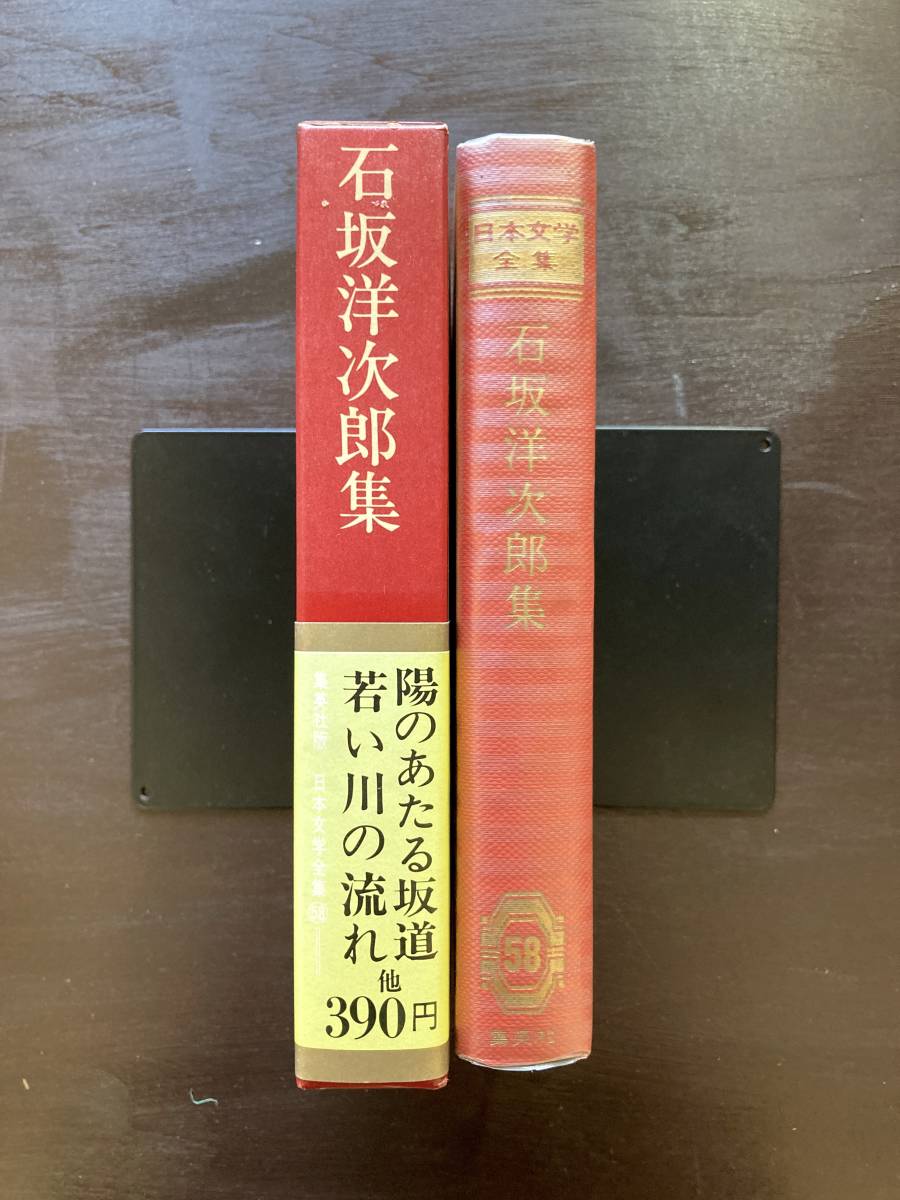 石坂洋次郎集
陽のあたる坂道
若い川の流れ
他
390円
集英社版 日本文学全集 58
日本文学
全集
石坂洋次郎集
58
集英社